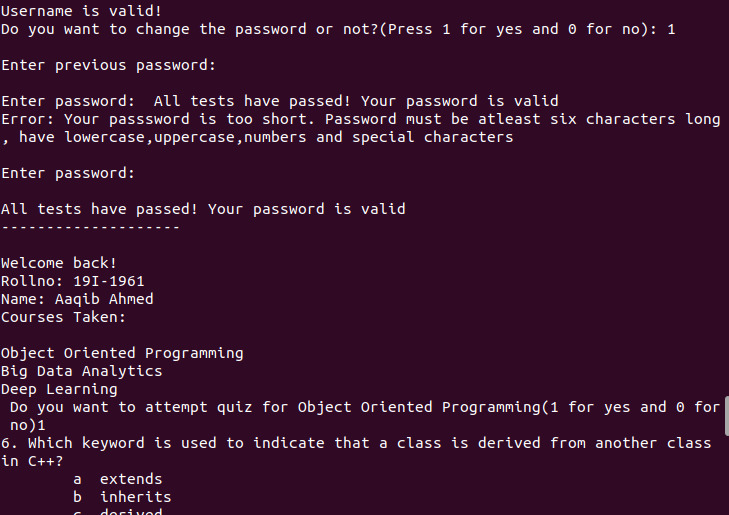 Username is valid!
Do you want to change the password or not?(Press 1 for yes and 0 for no): 1
Enter previous password:
Enter password:  All tests have passed! Your password is valid
Error: Your passsword is too short. Password must be atleast six characters long
, have lowercase,uppercase,numbers and special characters
Enter password:
All tests have passed! Your password is valid
--------------------
Welcome back!
Rollno: 19I-1961
Name: Aaqib Ahmed
Courses Taken:
Object Oriented Programming
Big Data Analytics
Deep Learning
Do you want to attempt quiz for Object Oriented Programming(1 for yes and 0 for
no)1
6. Which keyword is used to indicate that a class is derived from another class
in C++?
a  extends
b  inherits
c  derived